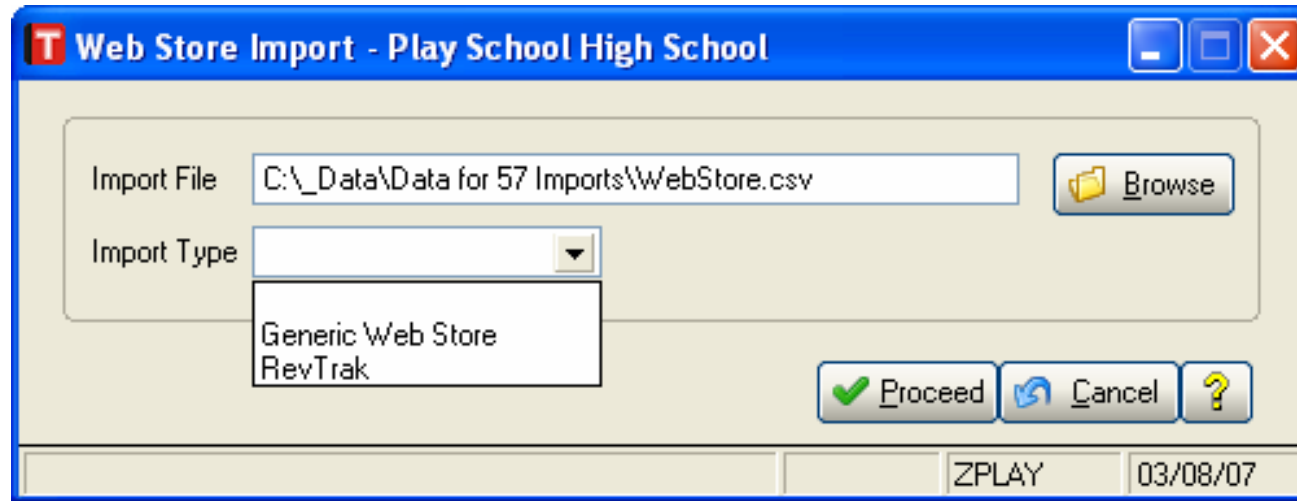 T Web Store Import - Play School High School
Import File C:\_Data\Data for 57 Imports\WebStore.csv Browse
Import Type
Generic Web Store
RevTrak
Proceed Cancel ?
ZPLAY 03/08/07